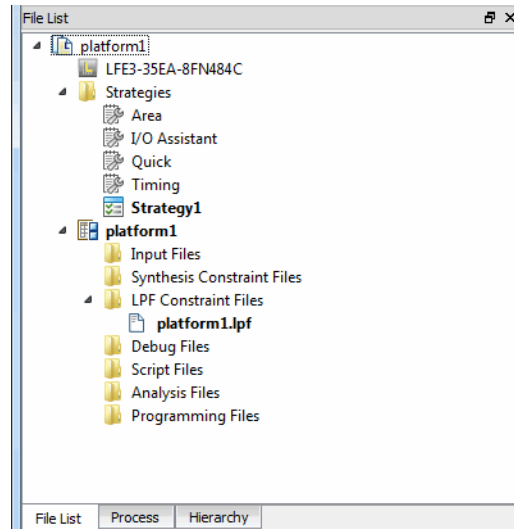 File List
platform1
LFE3-35EA-8FN484C
Strategies
Area
I/O Assistant
Quick
Timing
Strategy1
platform1
Input Files
Synthesis Constraint Files
LPF Constraint Files
platform1.lpf
Debug Files
Script Files
Analysis Files
Programming Files
File List Process Hierarchy